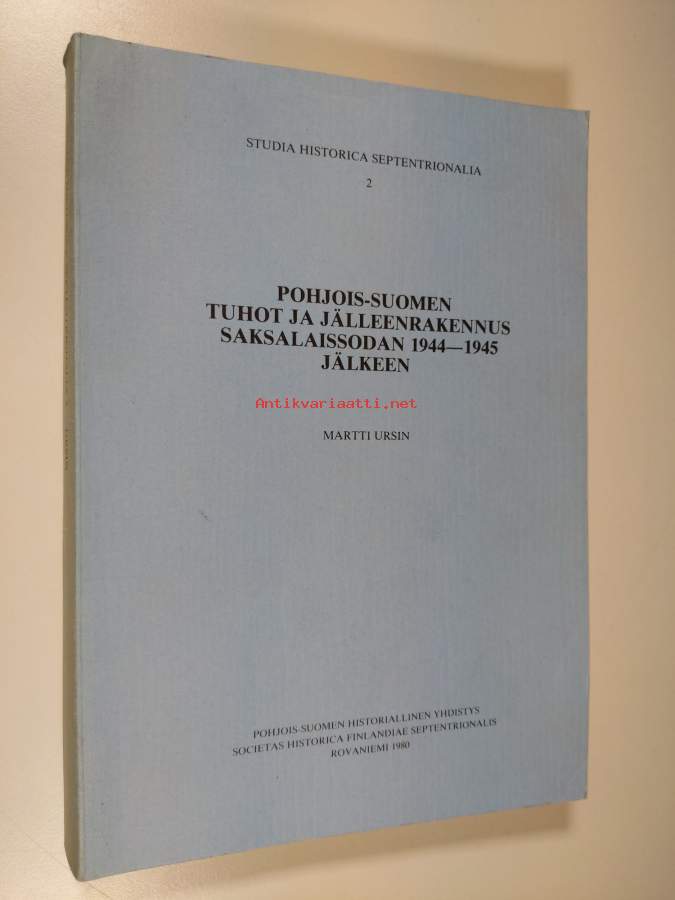 STUDIA HISTORICA SEPTENTRIONALIA
2
POHJOIS-SUOMEN
TUHOT JA JÄLLEENRAKENNUS
SAKSALAISSODAN 1944—1945
JÄLKEEN
Antikvariaatti.net
MARTTI URSIN
POHJOIS-SUOMEN HISTORIALLINEN YHDISTYS
SOCIETAS HISTORICA FINLANDIAE SEPTENTRIONALIS
ROVANIEMI 1980